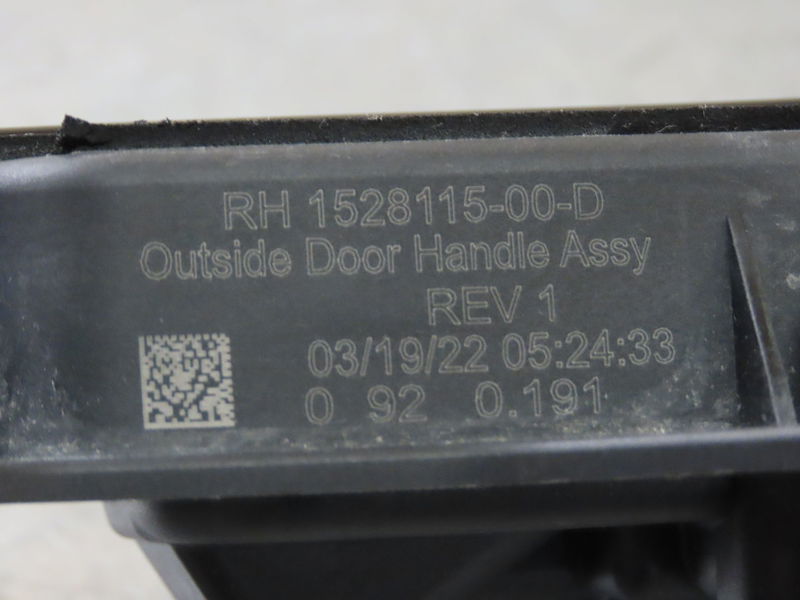 RH 1528115-00-D
Outside Door Handle Assy
REV 1
03/19/22 05:24:33
0 92 0.191